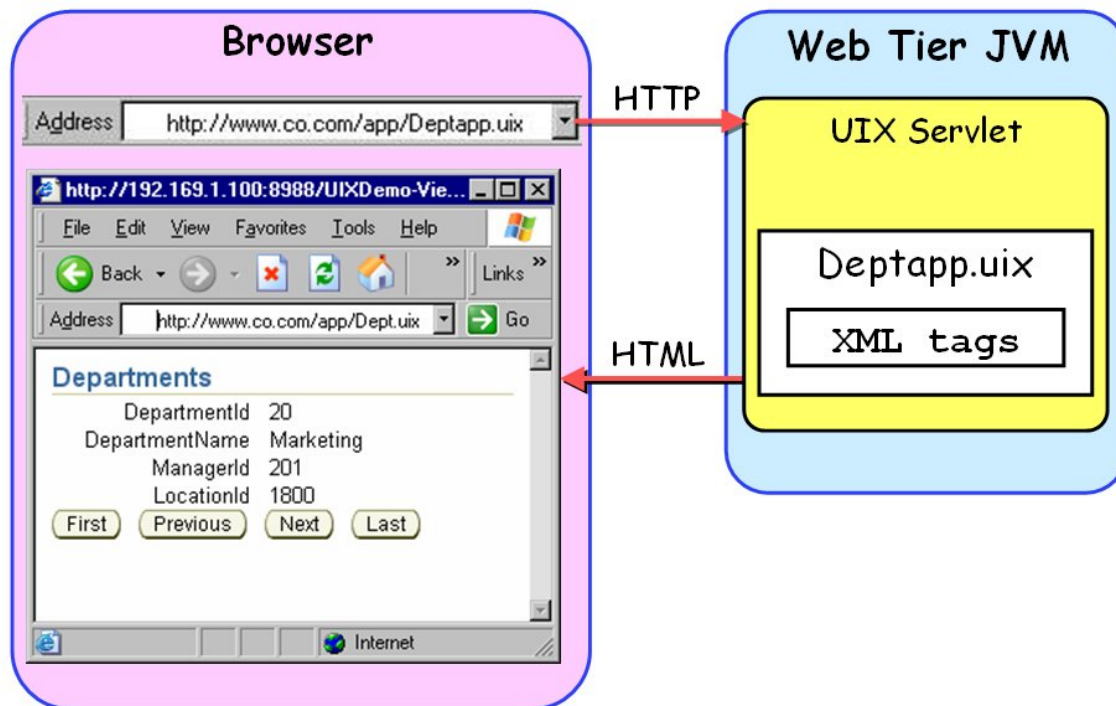 Browser
Address http://www.co.com/app/Deptapp.uix
http://192.169.1.100:8988/UIXDemo-Vie...
File Edit View Favorites Tools Help
Back » Links »
Address http://www.co.com/app/Dept.uix Go
Departments
DepartmentId 20
DepartmentName Marketing
ManagerId 201
LocationId 1800
First Previous Next Last
Internet
HTTP
HTML
Web Tier JVM
UIX Servlet
Deptapp.uix
XML tags